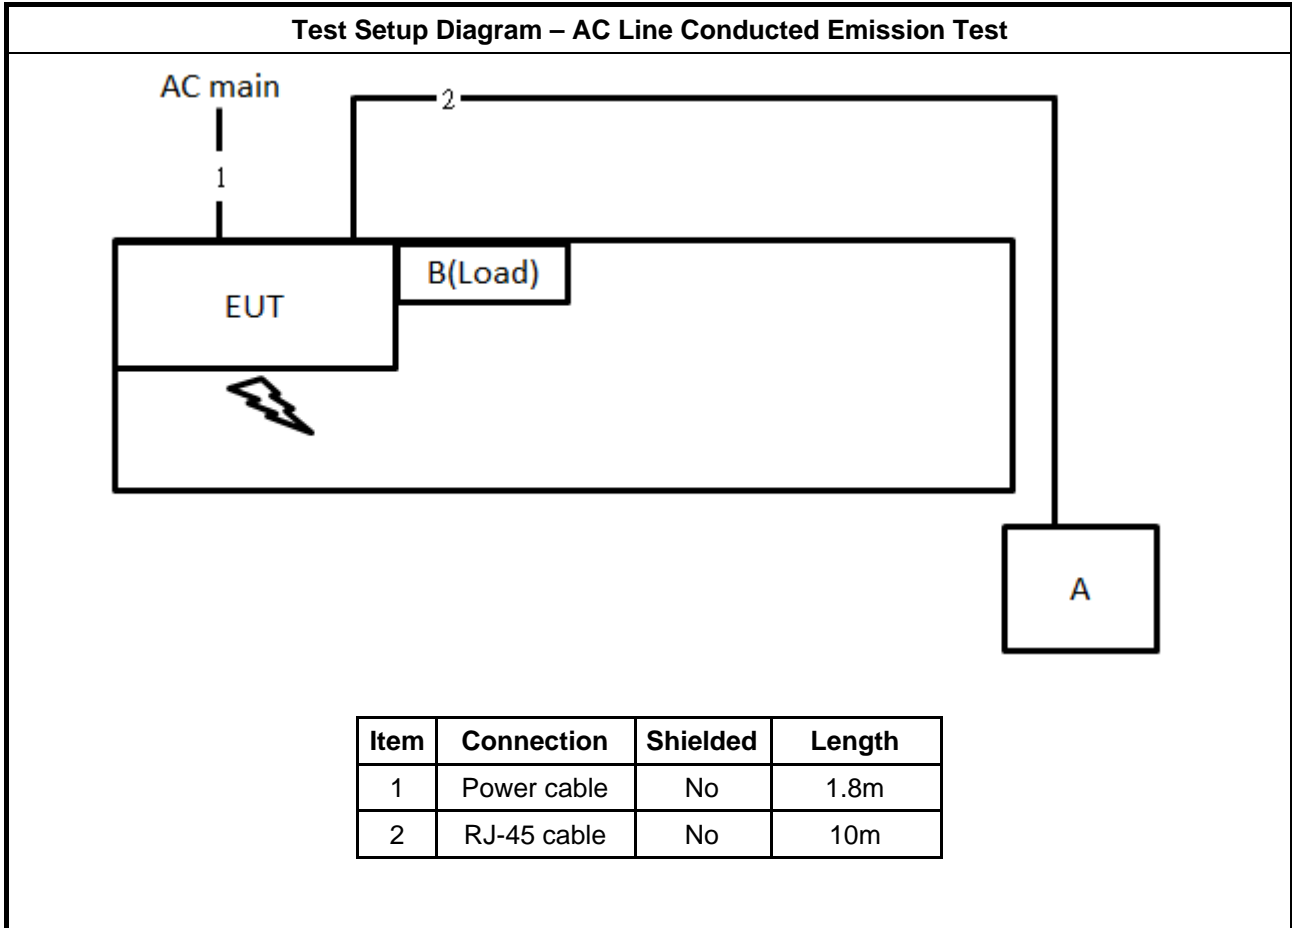 Test Setup Diagram – AC Line Conducted Emission Test
AC main
2
1
B(Load)
EUT
A
Item Connection Shielded Length
1 Power cable No 1.8m
2 RJ-45 cable No 10m